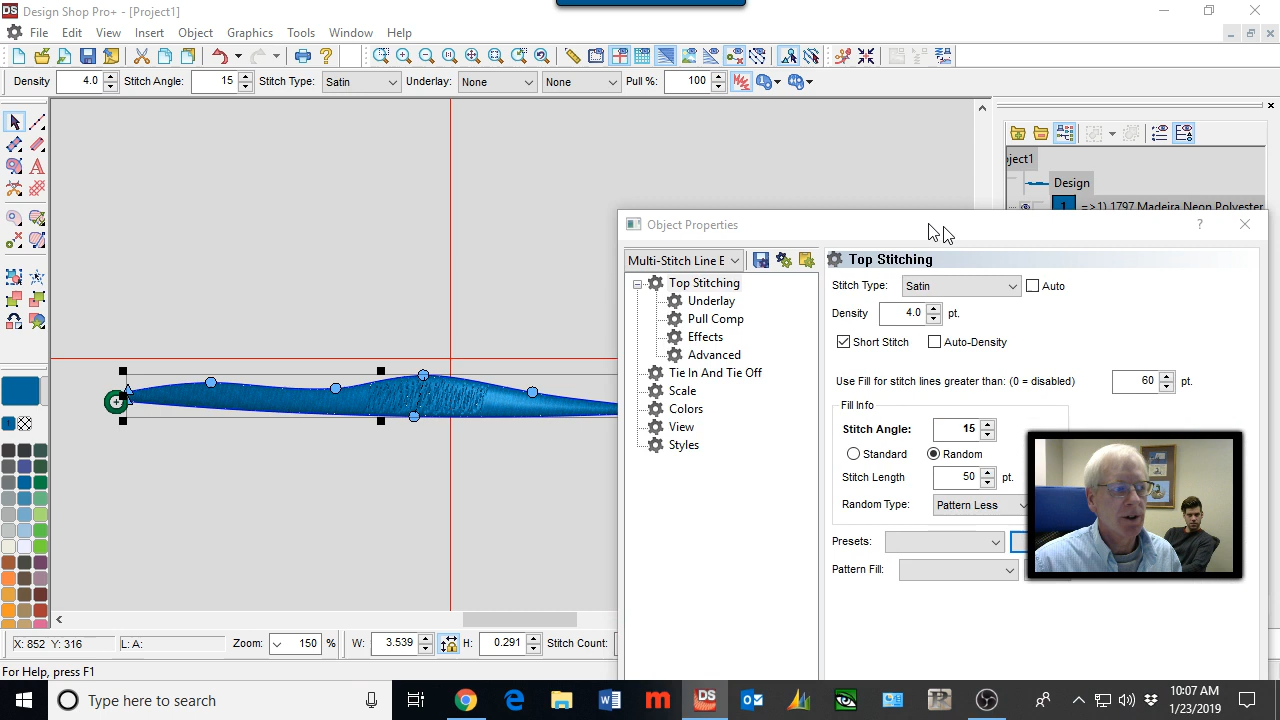 DS Design Shop Pro+ - [Project1]
File Edit View Insert Object Graphics Tools Window Help
Density 4.0 Stitch Angle: 15 Stitch Type: Satin Underlay: None None Pull %: 100
oject1
Design
1 =>1) 1797 Madeira Neon Polyester
Object Properties ?
Multi-Stitch Line E
Top Stitching
Underlay
Pull Comp
Effects
Advanced
Tie In And Tie Off
Scale
Colors
View
Styles
Top Stitching
Stitch Type: Satin Auto
Density 4.0 pt.
Short Stitch Auto-Density
Use Fill for stitch lines greater than: (0 = disabled) 60 pt.
Fill Info
Stitch Angle: 15
Standard Random
Stitch Length 50 pt.
Random Type: Pattern Less
Presets:
Pattern Fill:
X: 852 Y: 316 L: A: Zoom: 150 % W: 3.539 H: 0.291 Stitch Count:
For Help, press F1
Type here to search
DS
10:07 AM
1/23/2019